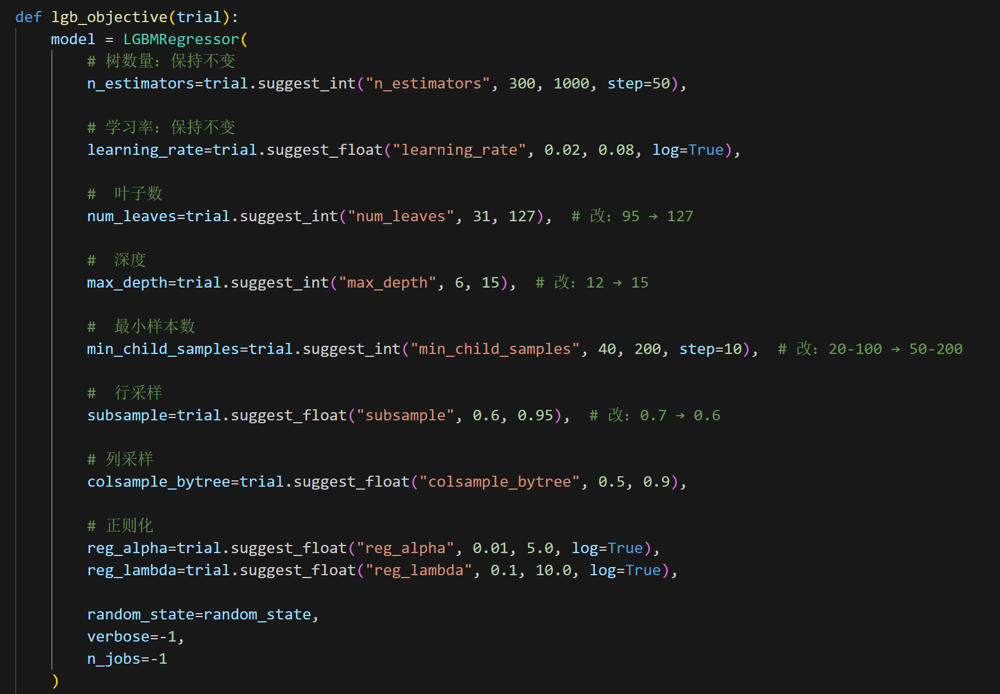 def lgb_objective(trial):
    model = LGBMRegressor(
        # 树数量：保持不变
        n_estimators=trial.suggest_int("n_estimators", 300, 1000, step=50),
        # 学习率：保持不变
        learning_rate=trial.suggest_float("learning_rate", 0.02, 0.08, log=True),
        #  叶子数
        num_leaves=trial.suggest_int("num_leaves", 31, 127),  # 改：95 → 127
        #  深度
        max_depth=trial.suggest_int("max_depth", 6, 15),  # 改：12 → 15
        #  最小样本数
        min_child_samples=trial.suggest_int("min_child_samples", 40, 200, step=10),  # 改：20-100 → 50-200
        #  行采样
        subsample=trial.suggest_float("subsample", 0.6, 0.95),  # 改：0.7 → 0.6
        # 列采样
        colsample_bytree=trial.suggest_float("colsample_bytree", 0.5, 0.9),
        # 正则化
        reg_alpha=trial.suggest_float("reg_alpha", 0.01, 5.0, log=True),
        reg_lambda=trial.suggest_float("reg_lambda", 0.1, 10.0, log=True),
        random_state=random_state,
        verbose=-1,
        n_jobs=-1
    )